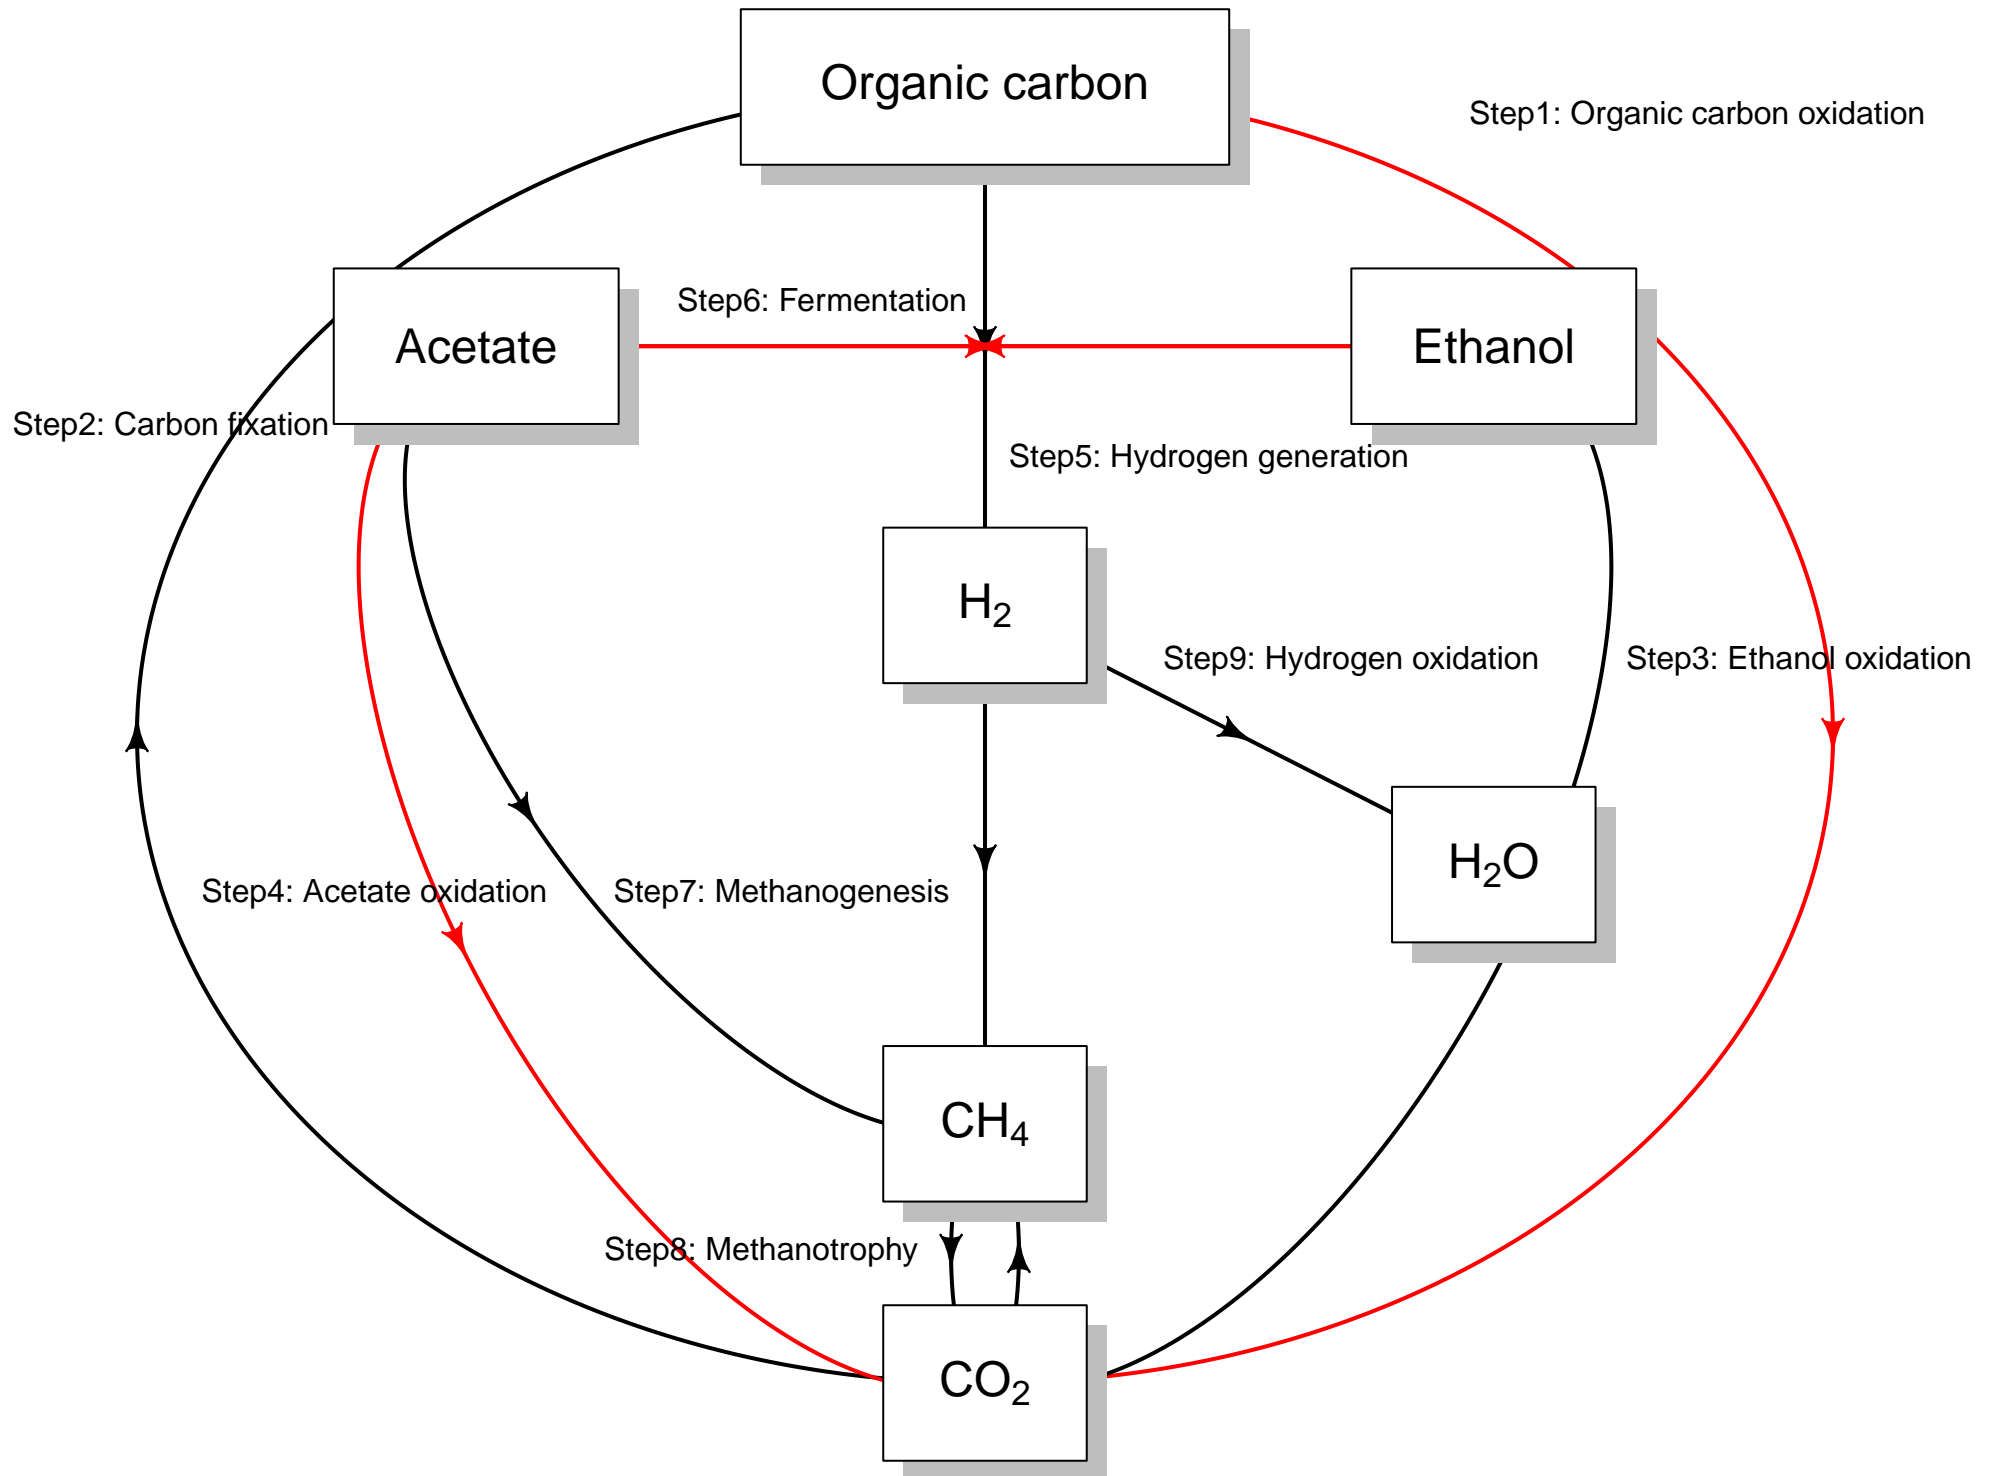 Organic carbon
Step1: Organic carbon oxidation
Step6: Fermentation
Acetate
Ethanol
Step2: Carbon fixation
Step5: Hydrogen generation
H₂
Step9: Hydrogen oxidation
Step3: Ethanol oxidation
H₂O
Step4: Acetate oxidation
Step7: Methanogenesis
CH₄
Step8: Methanotrophy
CO₂